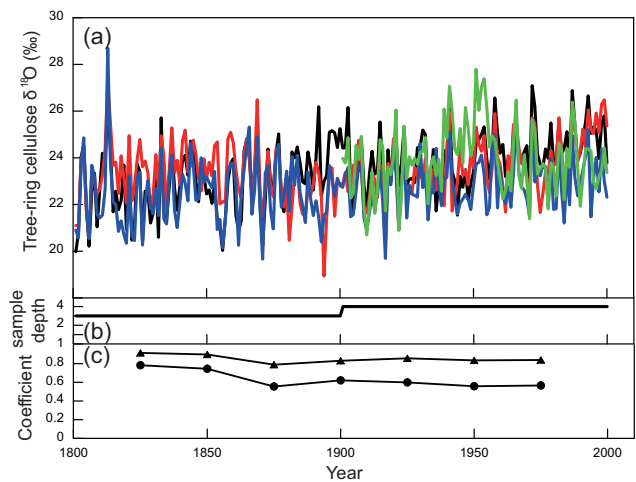 30
28
26
24
22
20
Tree-ring cellulose δ ¹⁸O (‰)
(a)
4
2
sample
depth
(b)
1
0.8
0.6
0.4
0.2
0
Coefficient
(c)
1800
1850
1900
1950
2000
Year